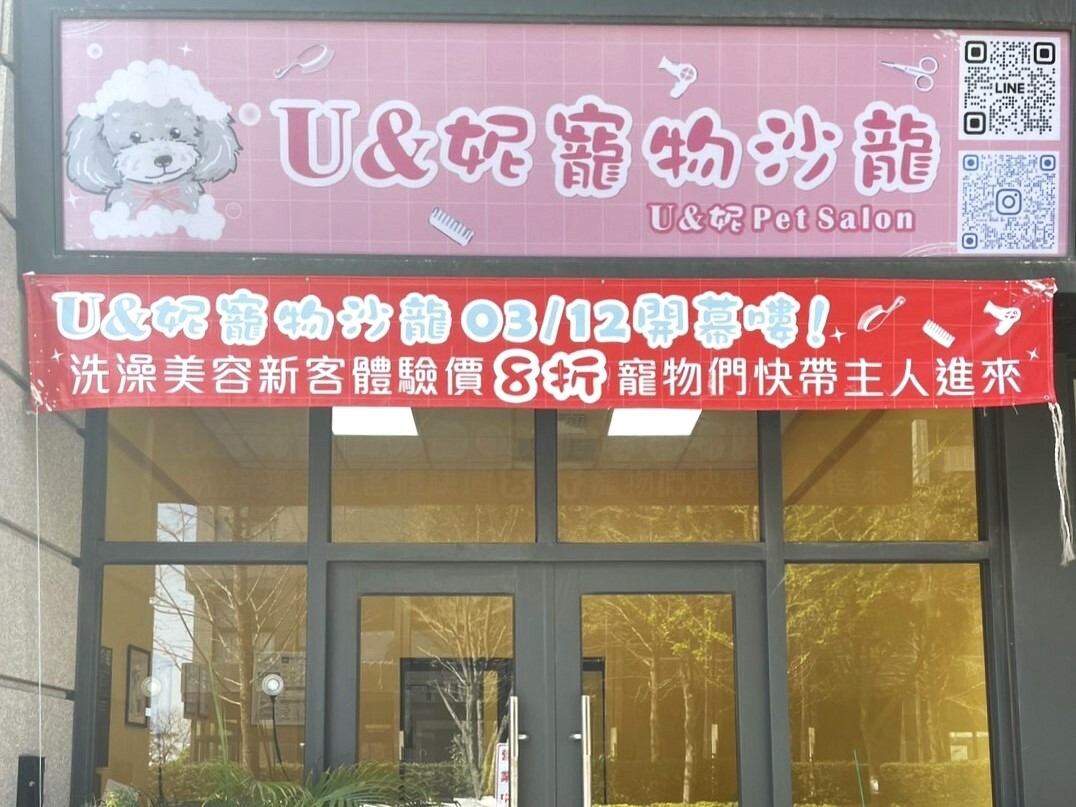 U&妮寵物沙龍
U&妮 Pet Salon
LINE
U&妮寵物沙龍 03/12開幕嘍!
洗澡美容新客體驗價8折 寵物們快帶主人進來